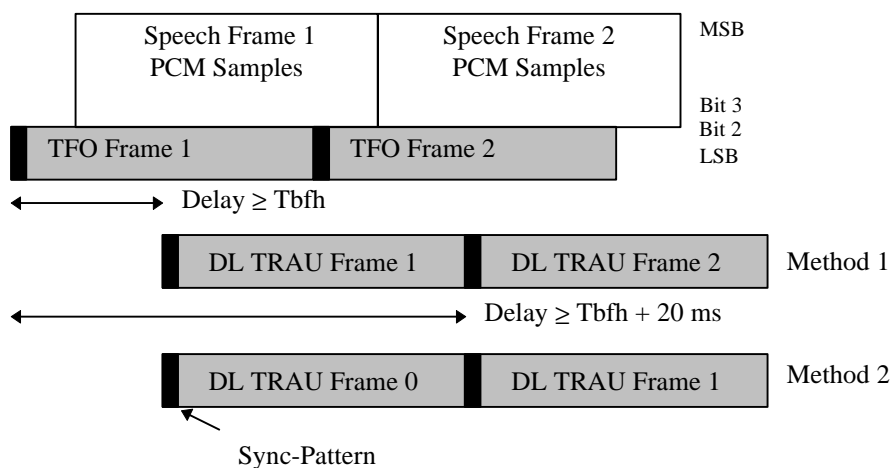 Speech Frame 1
PCM Samples
Speech Frame 2
PCM Samples
MSB
Bit 3
Bit 2
LSB
TFO Frame 1
TFO Frame 2
Delay ≥ Tbfh
DL TRAU Frame 1
DL TRAU Frame 2
Method 1
Delay ≥ Tbfh + 20 ms
DL TRAU Frame 0
DL TRAU Frame 1
Method 2
Sync-Pattern